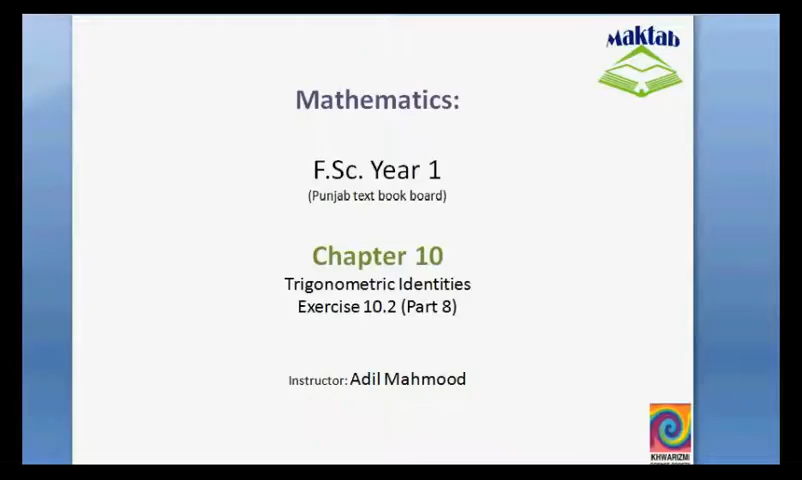 Maktab
Mathematics:
F.Sc. Year 1
(Punjab text book board)
Chapter 10
Trigonometric Identities
Exercise 10.2 (Part 8)
Instructor: Adil Mahmood
KHWARIZMI